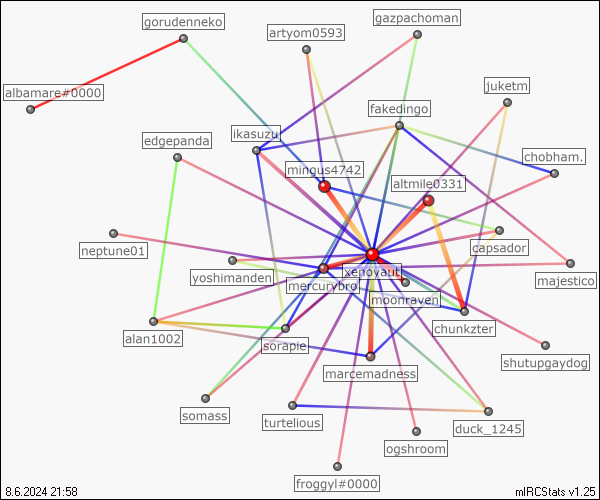 gorudenneko
gazpachoman
artyom0593
albamare#0000
juketm
fakedingo
ikasuzu
edgepanda
chobham.
mingus4742
altmile0331
neptune01
capsador
yoshimanden
xenoyaut
mercurybro
moonraven
majestico
chunkzter
alan1002
sorapie
shutupgaydog
marcemadness
somass
turtelious
duck_1245
ogshroom
froggyl#0000
8.6.2024 21:58
mIRCStats v1.25